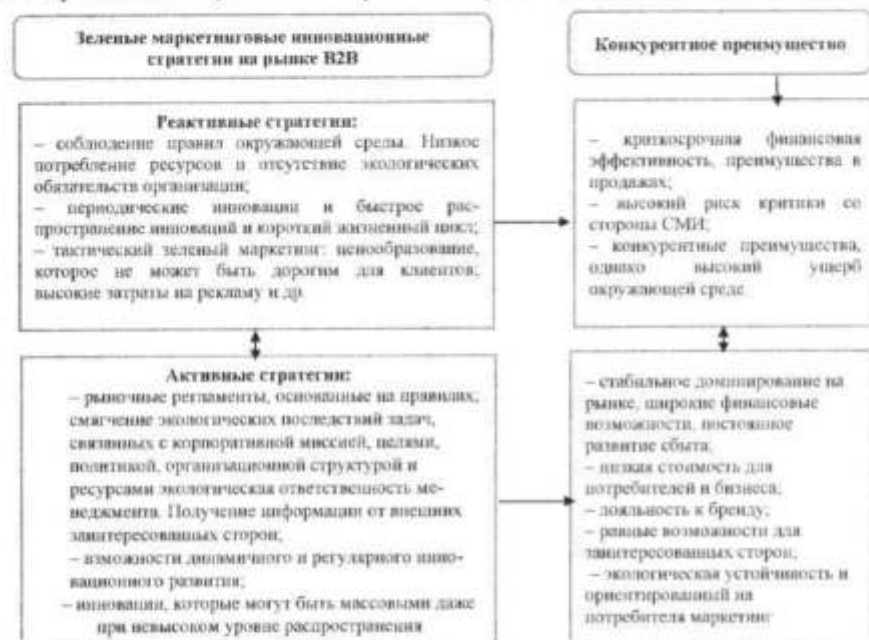 Зеленые маркетинговые инновационные
стратегии на рынке B2B
Конкурентное преимущество
Реактивные стратегии:
– соблюдение правил окружающей среды. Низкое
потребление ресурсов и отсутствие экологических
обязательств организации;
– периодические инновации и быстрое рас-
пространение инноваций и короткий жизненный цикл;
– тактический зеленый маркетинг: ценообразование,
которое не может быть дорогим для клиентов;
высокие затраты на рекламу и др.
– краткосрочная финансовая
эффективность, преимущества в
продажах;
– высокий риск критики со
стороны СМИ;
– конкурентные преимущества,
однако высокий ущерб
окружающей среде
Активные стратегии:
– рыночные регламенты, основанные на правилах;
смягчение экологических последствий задач,
связанных с корпоративной миссией, целями,
политикой, организационной структурой и
ресурсами экологическая ответственность ме-
неджмента. Получение информации от внешних
заинтересованных сторон;
– взможности динамичного и регулярного инно-
вационного развития;
– инновации, которые могут быть массовыми даже
при невысоком уровне распространения
– стабильное доминирование на
рынке, широкие финансовые
возможности, постоянное
развитие сбыта;
– низкая стоимость для
потребителей и бизнеса;
– лояльность к бренду;
– равные возможности для
заинтересованных сторон;
– экологическая устойчивость и
ориентированный на
потребителя маркетинг